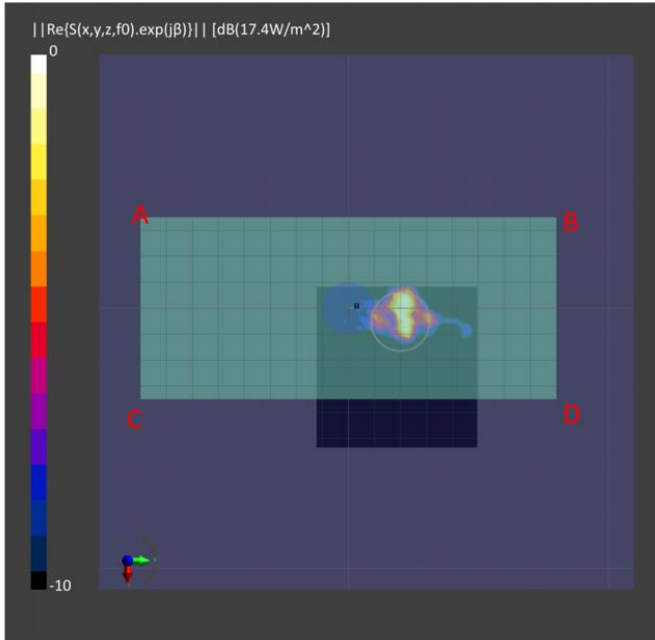 ||Re{S(x,y,z,f0).exp(jβ)}|| [dB(17.4W/m^2)]
0
A
B
C
D
-10